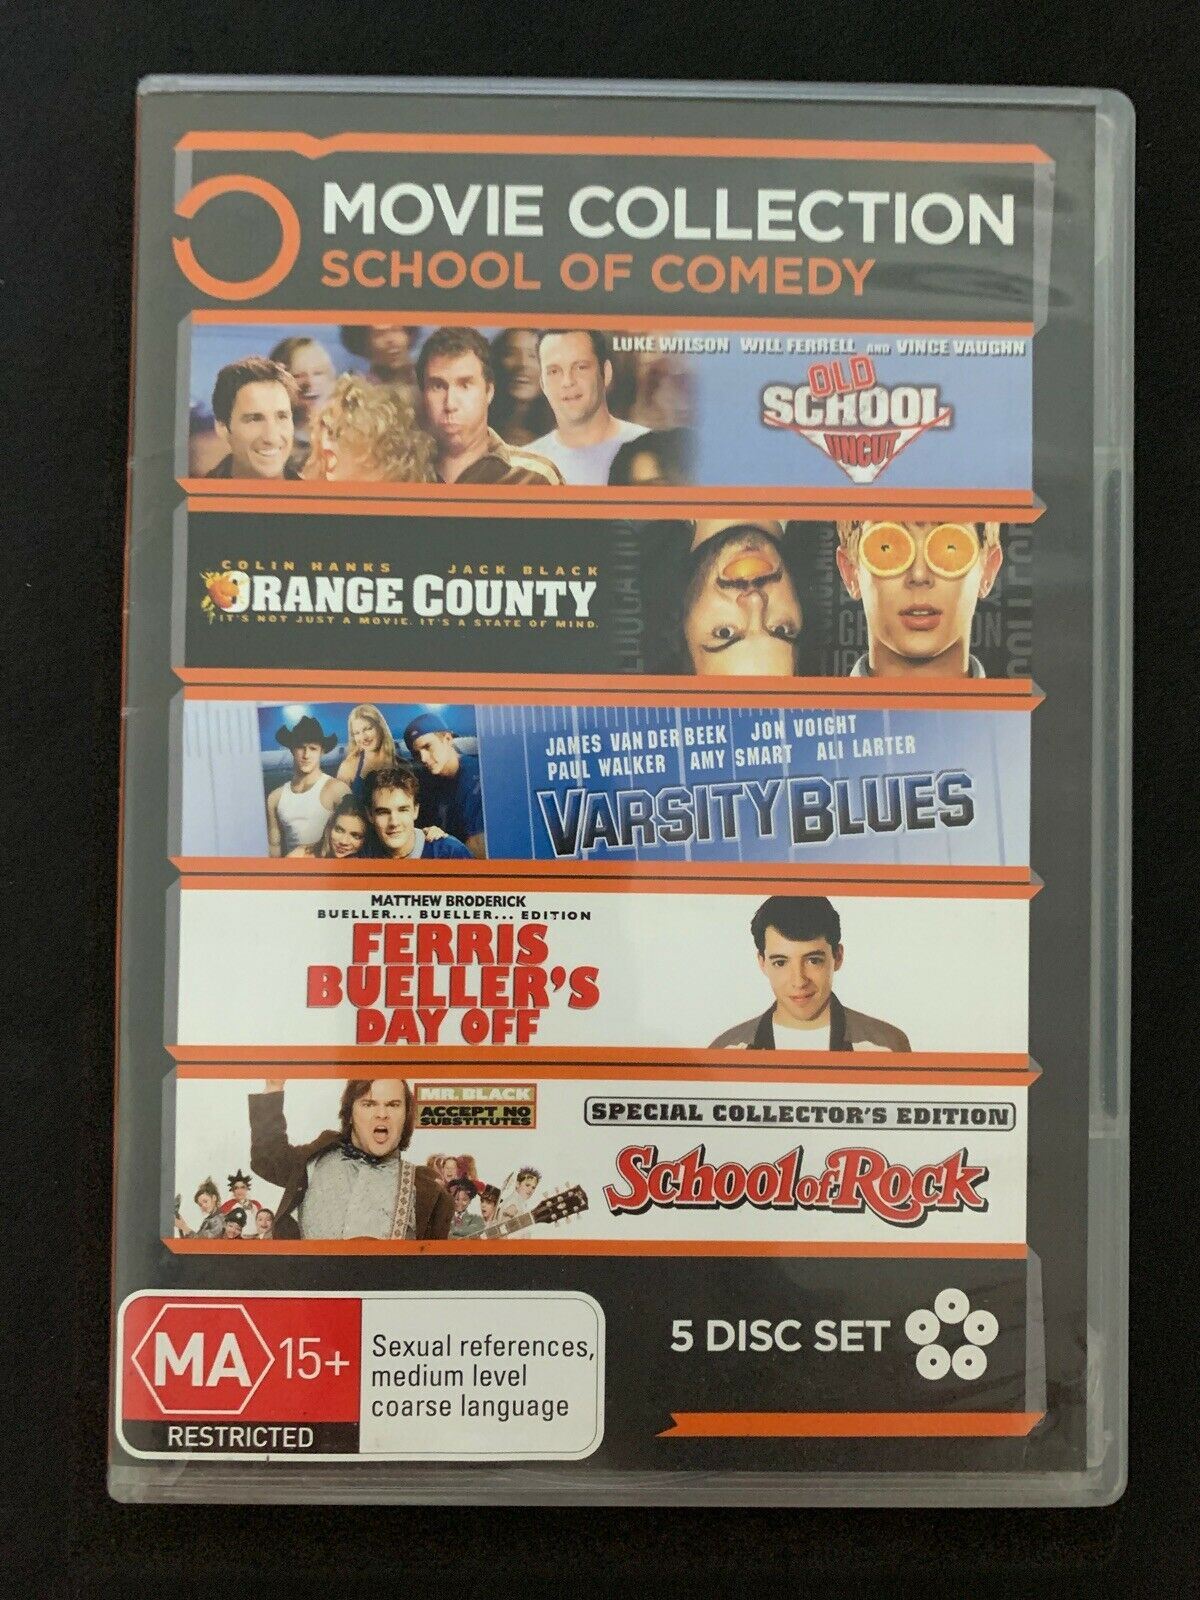 MOVIE COLLECTION
SCHOOL OF COMEDY
LUKE WILSON WILL FERRELL AND VINCE VAUGHN
OLD
SCHOOL
UNCUT
COLIN HANKS JACK BLACK
ORANGE COUNTY
IT'S NOT JUST A MOVIE. IT'S A STATE OF MIND.
JAMES VAN DER BEEK JON VOIGHT
PAUL WALKER AMY SMART ALI LARTER
VARSITY BLUES
MATTHEW BRODERICK
BUELLER... BUELLER... EDITION
FERRIS
BUELLER'S
DAY OFF
MR. BLACK
ACCEPT NO
SUBSTITUTES
SPECIAL COLLECTOR'S EDITION
School of Rock
MA 15+
RESTRICTED
Sexual references,
medium level
coarse language
5 DISC SET